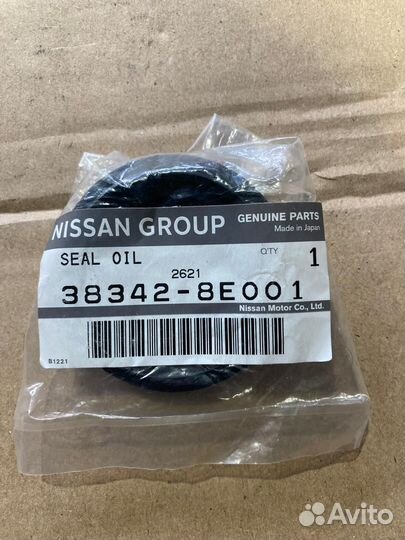 NISSAN GROUP
GENUINE PARTS
Made in Japan
SEAL OIL
Q'TY 1
2621
38342-8E001
Nissan Motor Co., Ltd.
B1221
Avito